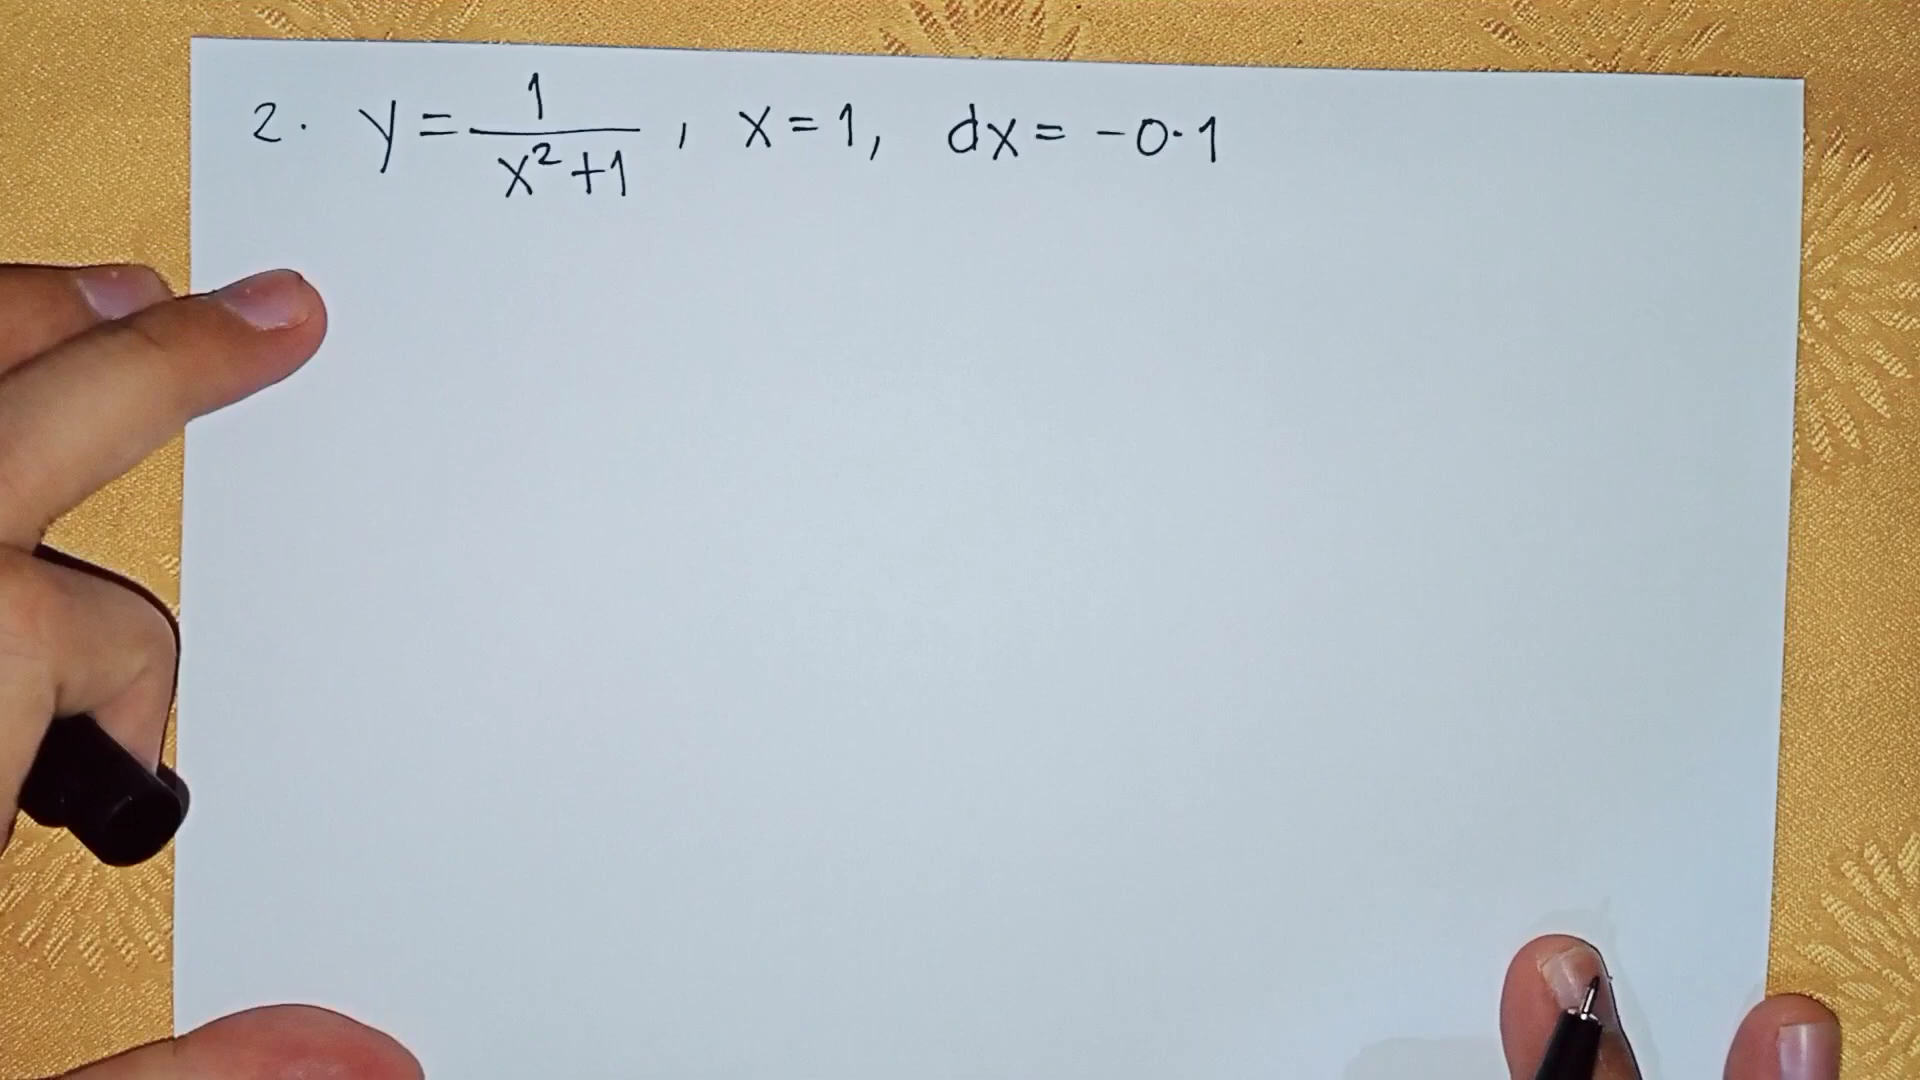 2. y = 1/(x²+1), x = 1, dx = -0·1